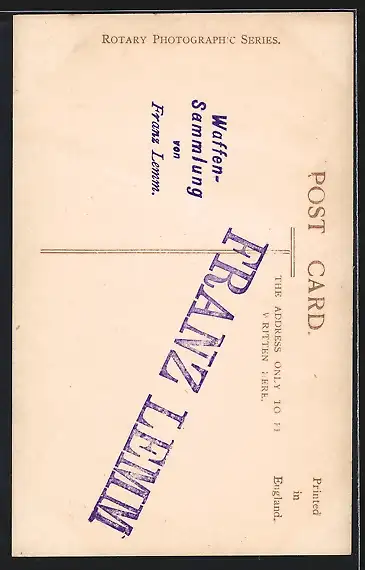 ROTARY PHOTOGRAPHIC SERIES.
POST CARD.
THE ADDRESS ONLY TO
WRITTEN HERE.
Printed
in
England.
Waffen-
Sammlung
von
Franz Lemm.
FRANZ LEMM